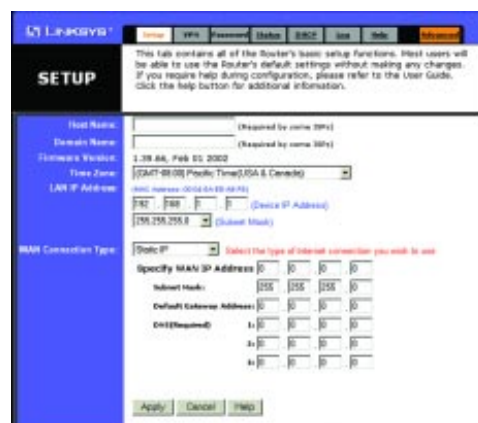 LINKSYS
Setup VPN Password Status DHCP Log Help Advanced
SETUP
This tab contains all of the Router's basic setup functions. Most users will
be able to use the Router's default settings without making any changes.
If you require help during configuration, please refer to the User Guide.
Click the help button for additional information.
Host Name: (Required by some ISPs)
Domain Name: (Required by some ISPs)
Firmware Version: 1.39.66, Feb 01 2002
Time Zone: (GMT-08:00) Pacific Time (USA & Canada)
LAN IP Address: (MAC Address:
192 . 168 . 1 . 1 (Device IP Address)
255.255.255.0 (Subnet Mask)
WAN Connection Type: Static IP Select the type of Internet connection you wish to use
Specify WAN IP Address 0 . 0 . 0 . 0
Subnet Mask: 255 . 255 . 255 . 0
Default Gateway Address: 0 . 0 . 0 . 0
DNS(Required) 1: 0 . 0 . 0 . 0
2: 0 . 0 . 0 . 0
0 . 0 . 0 . 0
Apply Cancel Help